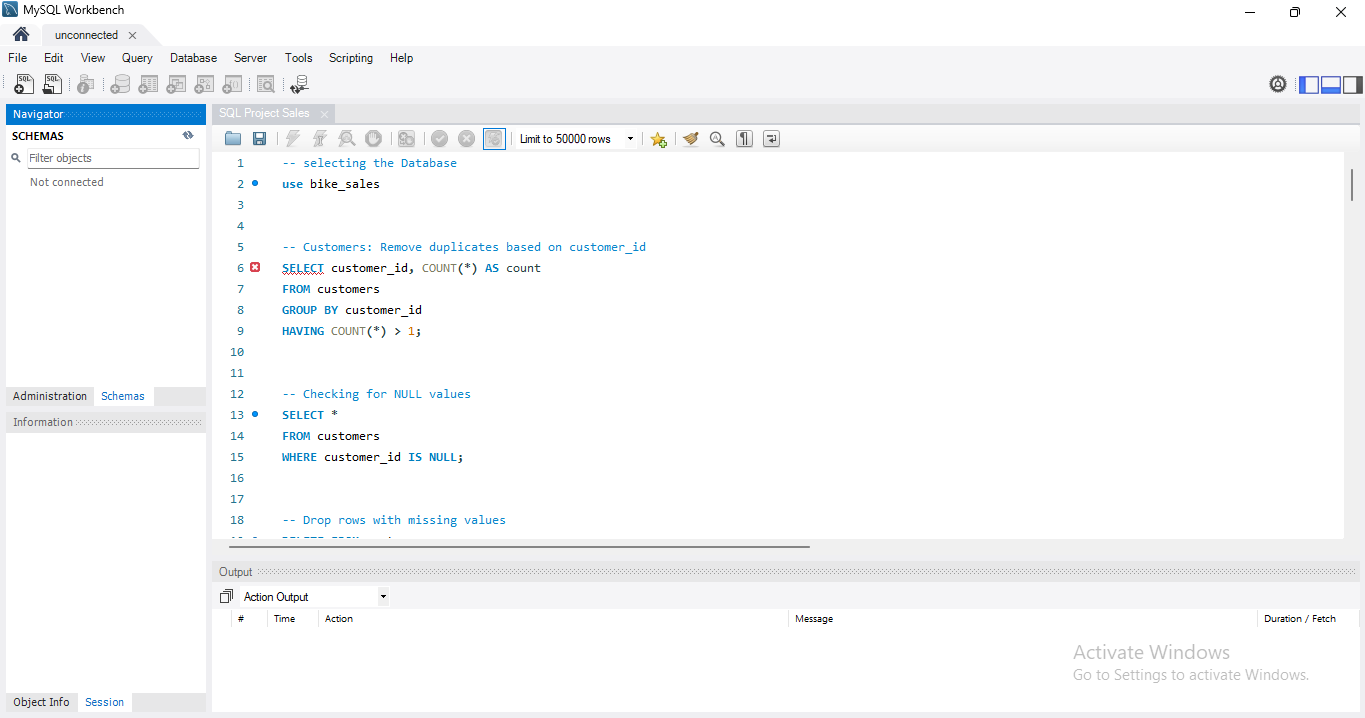 MySQL Workbench
unconnected
File Edit View Query Database Server Tools Scripting Help
SQL SQL
Navigator
SCHEMAS
Filter objects
Not connected
Administration Schemas
Information
Object Info Session
SQL Project Sales
Limit to 50000 rows
1 -- selecting the Database
2 use bike_sales
3
4
5 -- Customers: Remove duplicates based on customer_id
6 SELECT customer_id, COUNT(*) AS count
7 FROM customers
8 GROUP BY customer_id
9 HAVING COUNT(*) > 1;
10
11
12 -- Checking for NULL values
13 SELECT *
14 FROM customers
15 WHERE customer_id IS NULL;
16
17
18 -- Drop rows with missing values
Output
Action Output
# Time Action Message Duration / Fetch
Activate Windows
Go to Settings to activate Windows.